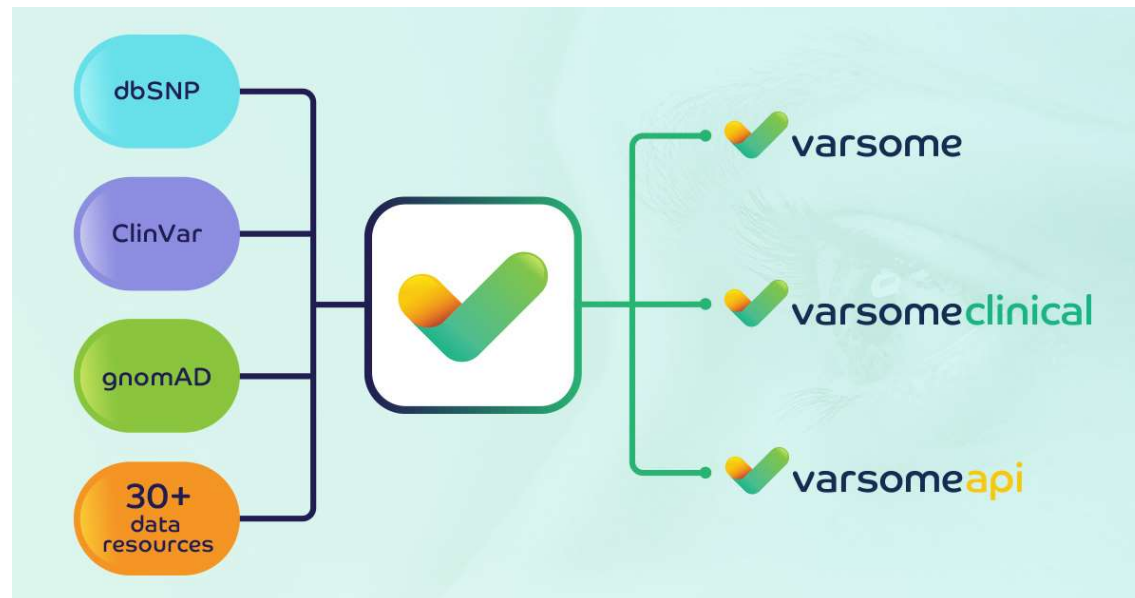 dbSNP
ClinVar
gnomAD
30+
data
resources
varsome
varsomeclinical
varsomeapi